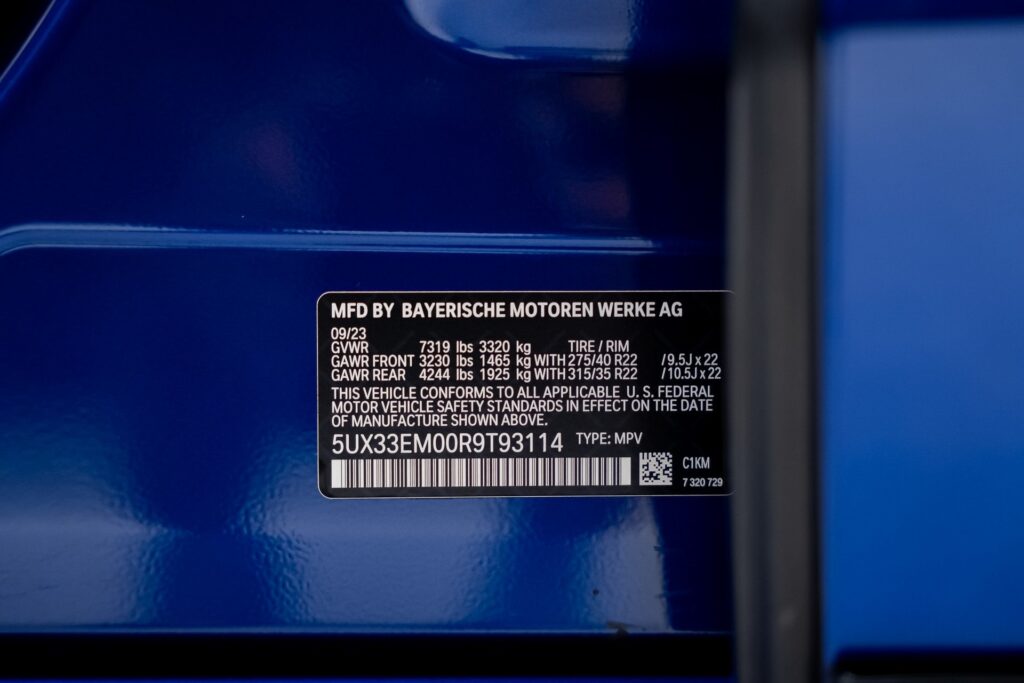 MFD BY BAYERISCHE MOTOREN WERKE AG
09/23
GVWR 7319 lbs 3320 kg TIRE / RIM
GAWR FRONT 3230 lbs 1465 kg WITH 275/40 R22 /9.5J x 22
GAWR REAR 4244 lbs 1925 kg WITH 315/35 R22 /10.5J x 22
THIS VEHICLE CONFORMS TO ALL APPLICABLE U. S. FEDERAL
MOTOR VEHICLE SAFETY STANDARDS IN EFFECT ON THE DATE
OF MANUFACTURE SHOWN ABOVE.
5UX33EM00R9T93114 TYPE: MPV
C1KM
7 320 729